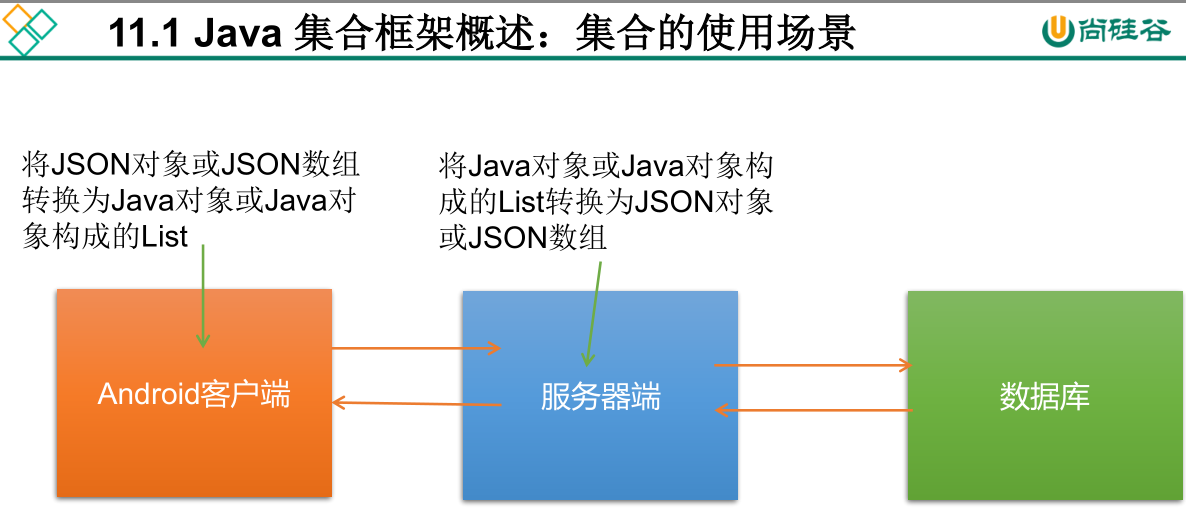 11.1 Java 集合框架概述：集合的使用场景
尚硅谷
将JSON对象或JSON数组
转换为Java对象或Java对
象构成的List
将Java对象或Java对象构
成的List转换为JSON对象
或JSON数组
Android客户端
服务器端
数据库